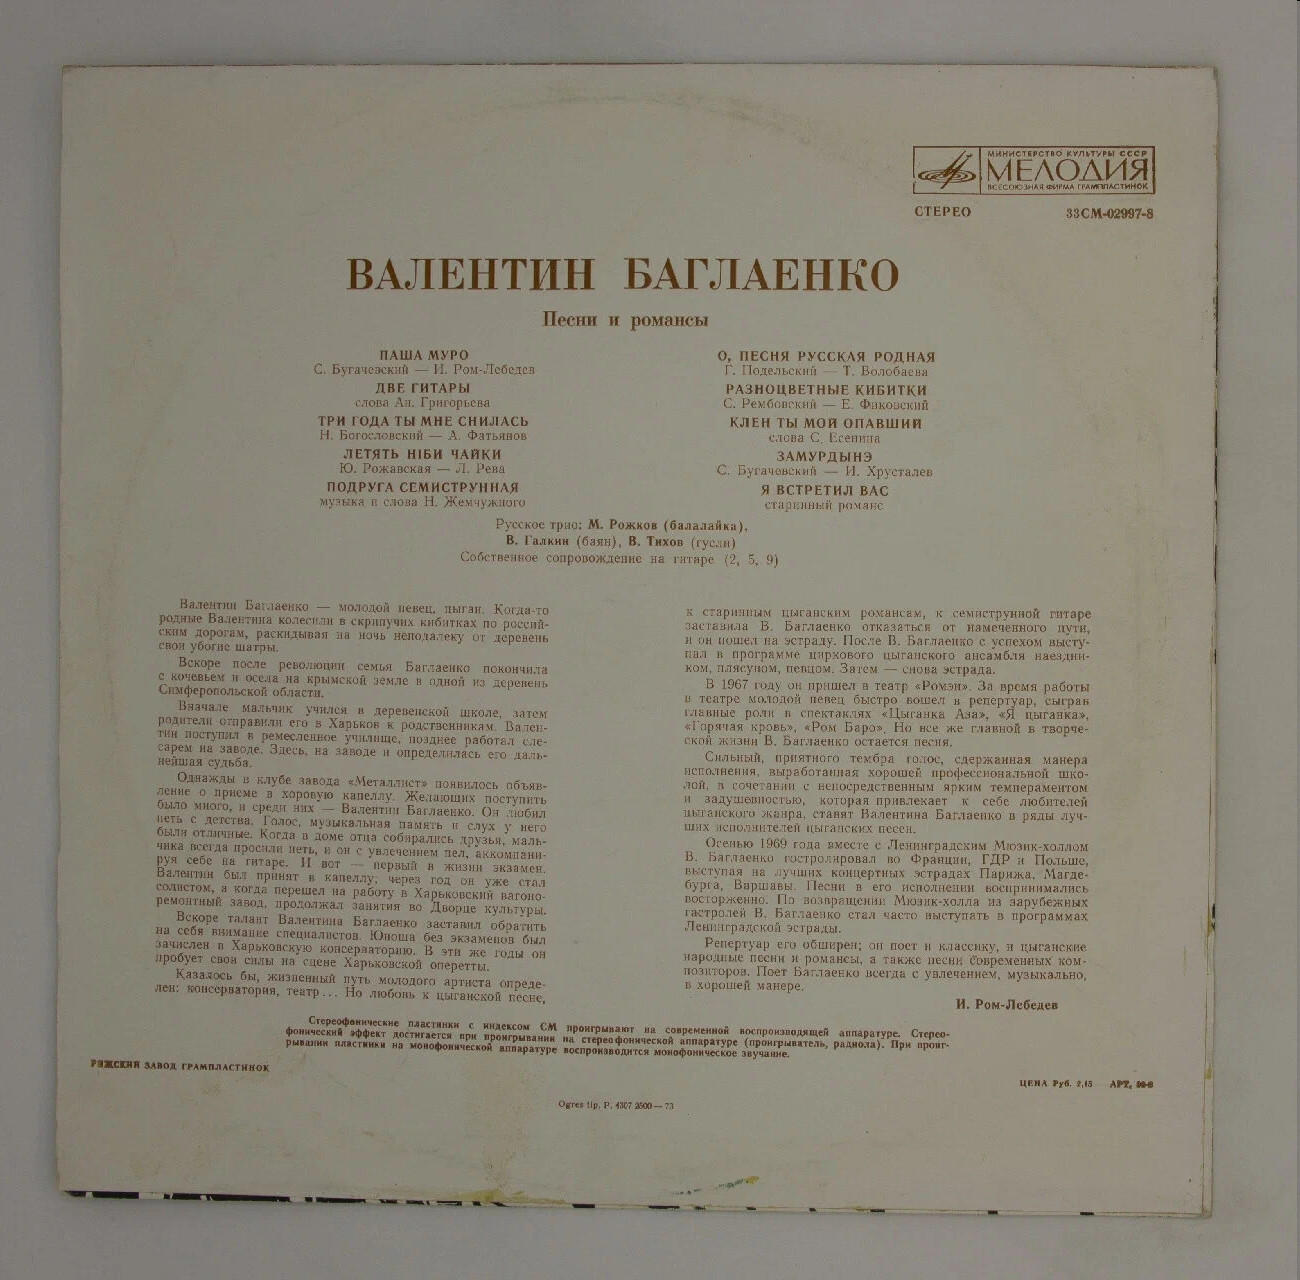 МИНИСТЕРСТВО КУЛЬТУРЫ СССР
МЕЛОДИЯ
ВСЕСОЮЗНАЯ ФИРМА ГРАМПЛАСТИНОК
СТЕРЕО
33СМ-02997-8
ВАЛЕНТИН БАГЛАЕНКО
Песни и романсы
ПАША МУРО
С. Бугачевский — И. Ром-Лебедев
ДВЕ ГИТАРЫ
слова Ап. Григорьева
ТРИ ГОДА ТЫ МНЕ СНИЛАСЬ
Н. Богословский — А. Фатьянов
ЛЕТЯТЬ НІБИ ЧАЙКИ
Ю. Рожавская — Л. Рева
ПОДРУГА СЕМИСТРУННАЯ
музыка и слова Н. Жемчужного
О, ПЕСНЯ РУССКАЯ РОДНАЯ
Г. Подельский — Т. Волобаева
РАЗНОЦВЕТНЫЕ КИБИТКИ
С. Рембовский — Е. Фиковский
КЛЕН ТЫ МОЙ ОПАВШИЙ
слова С. Есенина
ЗАМУРДЫНЭ
С. Бугачевский — И. Хрусталев
Я ВСТРЕТИЛ ВАС
старинный романс
Русское трио: М. Рожков (балалайка),
В. Галкин (баян), В. Тихов (гусли)
Собственное сопровождение на гитаре (2, 5, 9)
Валентин Баглаенко — молодой певец, цыган. Когда-то
родные Валентина колесили в скрипучих кибитках по россий-
ским дорогам, раскидывая на ночь неподалеку от деревень
свои убогие шатры.
Вскоре после революции семья Баглаенко покончила
с кочевьем и осела на крымской земле в одной из деревень
Симферопольской области.
Вначале мальчик учился в деревенской школе, затем
родители отправили его в Харьков к родственникам. Вален-
тин поступил в ремесленное училище, позднее работал сле-
сарем на заводе. Здесь, на заводе и определилась его даль-
нейшая судьба.
Однажды в клубе завода «Металлист» появилось объяв-
ление о приеме в хоровую капеллу. Желающих поступить
было много, и среди них — Валентин Баглаенко. Он любил
петь с детства. Голос, музыкальная память и слух у него
были отличные. Когда в доме отца собирались друзья, маль-
чика всегда просили петь, и он с увлечением пел, аккомпани-
руя себе на гитаре. И вот — первый в жизни экзамен.
Валентин был принят в капеллу; через год он уже стал
солистом, а когда перешел на работу в Харьковский вагоно-
ремонтный завод, продолжал занятия во Дворце культуры.
Вскоре талант Валентина Баглаенко заставил обратить
на себя внимание специалистов. Юноша без экзаменов был
зачислен в Харьковскую консерваторию. В эти же годы он
пробует свои силы на сцене Харьковской оперетты.
Казалось бы, жизненный путь молодого артиста опреде-
лен: консерватория, театр... Но любовь к цыганской песне,
к старинным цыганским романсам, к семиструнной гитаре
заставила В. Баглаенко отказаться от намеченного пути,
и он пошел на эстраду. После В. Баглаенко с успехом высту-
пал в программе циркового цыганского ансамбля наездни-
ком, плясуном, певцом. Затем — снова эстрада.
В 1967 году он пришел в театр «Ромэн». За время работы
в театре молодой певец быстро вошел в репертуар, сыграв
главные роли в спектаклях «Цыганка Аза», «Я цыганка»,
«Горячая кровь», «Ром Баро». Но все же главной в творче-
ской жизни В. Баглаенко остается песня.
Сильный, приятного тембра голос, сдержанная манера
исполнения, выработанная хорошей профессиональной шко-
лой, в сочетании с непосредственным ярким темпераментом
и задушевностью, которая привлекает к себе любителей
цыганского жанра, ставят Валентина Баглаенко в ряды луч-
ших исполнителей цыганских песен.
Осенью 1969 года вместе с Ленинградским Мюзик-холлом
В. Баглаенко гостролировал во Франции, ГДР и Польше,
выступая на лучших концертных эстрадах Парижа, Магде-
бурга, Варшавы. Песни в его исполнении воспринимались
восторженно. По возвращении Мюзик-холла из зарубежных
гастролей В. Баглаенко стал часто выступать в программах
Ленинградской эстрады.
Репертуар его обширен; он поет и классику, и цыганские
народные песни и романсы, а также песни современных ком-
позиторов. Поет Баглаенко всегда с увлечением, музыкально,
в хорошей манере.
И. Ром-Лебедев
Стереофонические пластинки с индексом СМ проигрывают на современной воспроизводящей аппаратуре. Стерео-
фонический эффект достигается при проигрывании на стереофонической аппаратуре (проигрыватель, радиола). При проиг-
рывании пластинки на монофонической аппаратуре воспроизводится монофоническое звучание.
РИЖСКИЙ ЗАВОД ГРАМПЛАСТИНОК
ЦЕНА Руб. 2,15 АРТ.
Ogres tip. P. 4307 2500 — 73